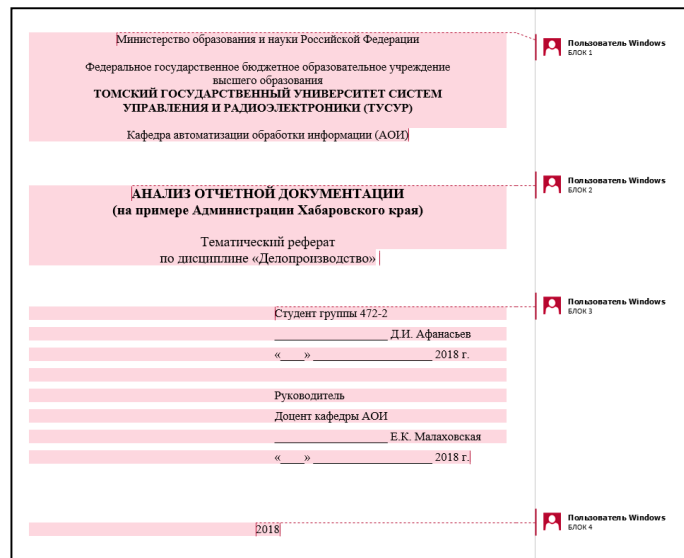 Министерство образования и науки Российской Федерации
Пользователь Windows
БЛОК 1
Федеральное государственное бюджетное образовательное учреждение
высшего образования
ТОМСКИЙ ГОСУДАРСТВЕННЫЙ УНИВЕРСИТЕТ СИСТЕМ
УПРАВЛЕНИЯ И РАДИОЭЛЕКТРОНИКИ (ТУСУР)
Кафедра автоматизации обработки информации (АОИ)
АНАЛИЗ ОТЧЕТНОЙ ДОКУМЕНТАЦИИ
Пользователь Windows
БЛОК 2
(на примере Администрации Хабаровского края)
Тематический реферат
по дисциплине «Делопроизводство»
Студент группы 472-2
Пользователь Windows
БЛОК 3
___________________ Д.И. Афанасьев
«____» ____________________ 2018 г.
Руководитель
Доцент кафедры АОИ
___________________ Е.К. Малаховская
«____» ____________________ 2018 г.
2018
Пользователь Windows
БЛОК 4